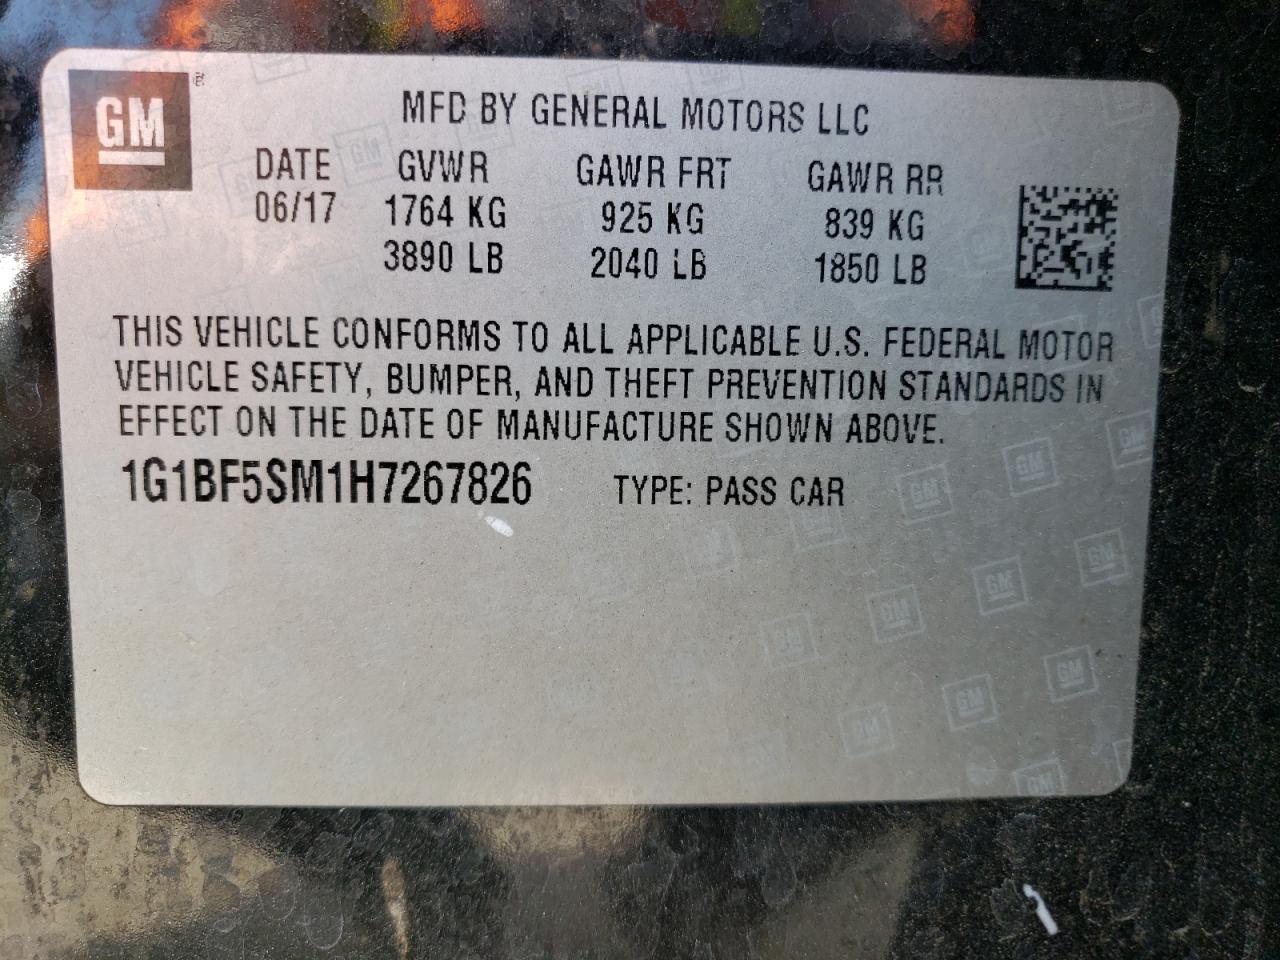 GM ®
MFD BY GENERAL MOTORS LLC
DATE GVWR GAWR FRT GAWR RR
06/17 1764 KG 925 KG 839 KG
3890 LB 2040 LB 1850 LB
THIS VEHICLE CONFORMS TO ALL APPLICABLE U.S. FEDERAL MOTOR
VEHICLE SAFETY, BUMPER, AND THEFT PREVENTION STANDARDS IN
EFFECT ON THE DATE OF MANUFACTURE SHOWN ABOVE.
1G1BF5SM1H7267826 TYPE: PASS CAR